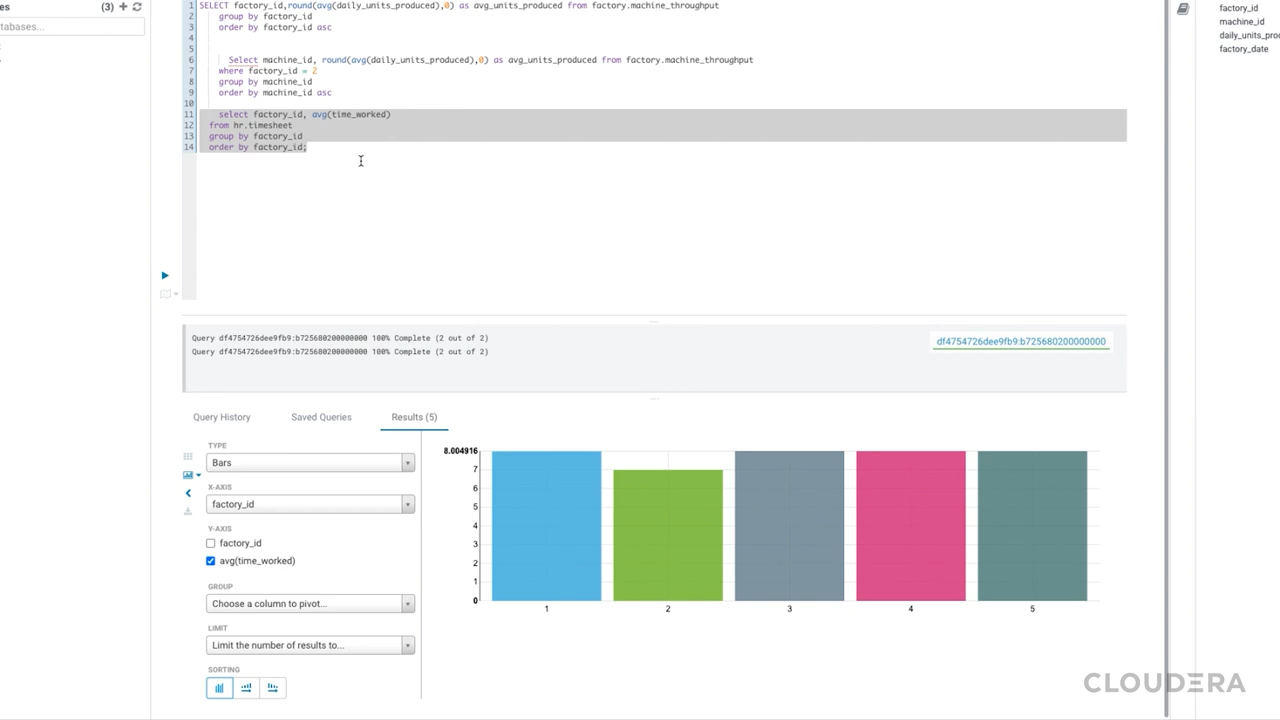 es (3)
tabases...
1 SELECT factory_id,round(avg(daily_units_produced),0) as avg_units_produced from factory.machine_throughput
2 group by factory_id
3 order by factory_id asc
4
5
6 Select machine_id, round(avg(daily_units_produced),0) as avg_units_produced from factory.machine_throughput
7 where factory_id = 2
8 group by machine_id
9 order by machine_id asc
10
11 select factory_id, avg(time_worked)
12 from hr.timesheet
13 group by factory_id
14 order by factory_id;
factory_id
machine_id
daily_units_proc
factory_date
Query df4754726dee9fb9:b725680200000000 100% Complete (2 out of 2)
Query df4754726dee9fb9:b725680200000000 100% Complete (2 out of 2)
df4754726dee9fb9:b725680200000000
Query History Saved Queries Results (5)
TYPE
Bars
X-AXIS
factory_id
Y-AXIS
factory_id
avg(time_worked)
GROUP
Choose a column to pivot...
LIMIT
Limit the number of results to...
SORTING
8.004916
7
6
5
4
3
2
1
0
1 2 3 4 5
CLOUDERA